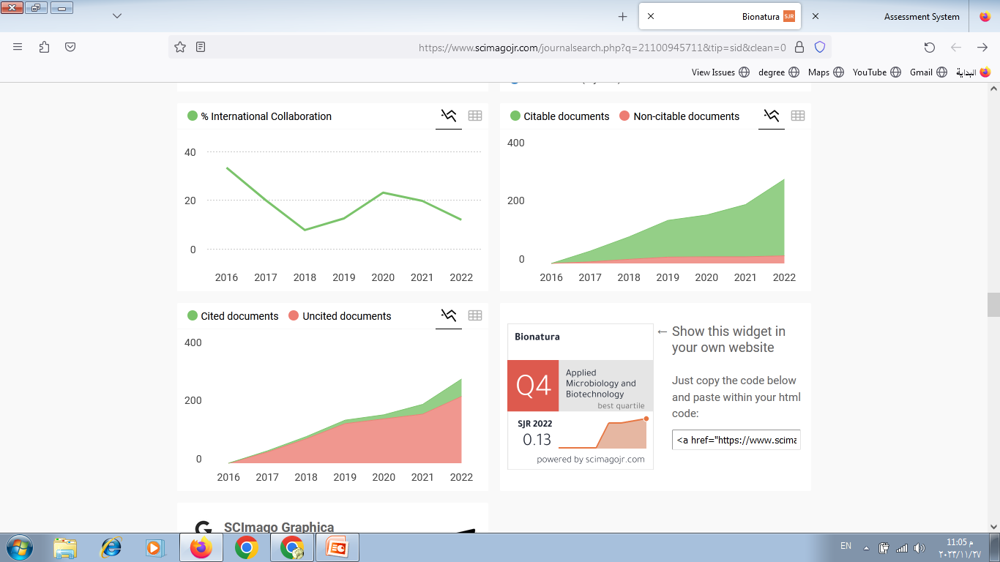 Bionatura
Assessment System
https://www.scimagojr.com/journalsearch.php?q=21100945711&tip=sid&clean=0
View Issues
degree
Maps
YouTube
Gmail
البداية
% International Collaboration
40
20
0
2016 2017 2018 2019 2020 2021 2022
Citable documents Non-citable documents
400
200
0
2016 2017 2018 2019 2020 2021 2022
Cited documents Uncited documents
400
200
0
2016 2017 2018 2019 2020 2021 2022
Bionatura
Q4
Applied
Microbiology and
Biotechnology
best quartile
SJR 2022
0.13
powered by scimagojr.com
← Show this widget in
your own website
Just copy the code below
and paste within your html
code:
<a href="https://www.scima
SCImago Graphica
EN
11:05 م
٢٠٢٣/١١/٢٧
SJR